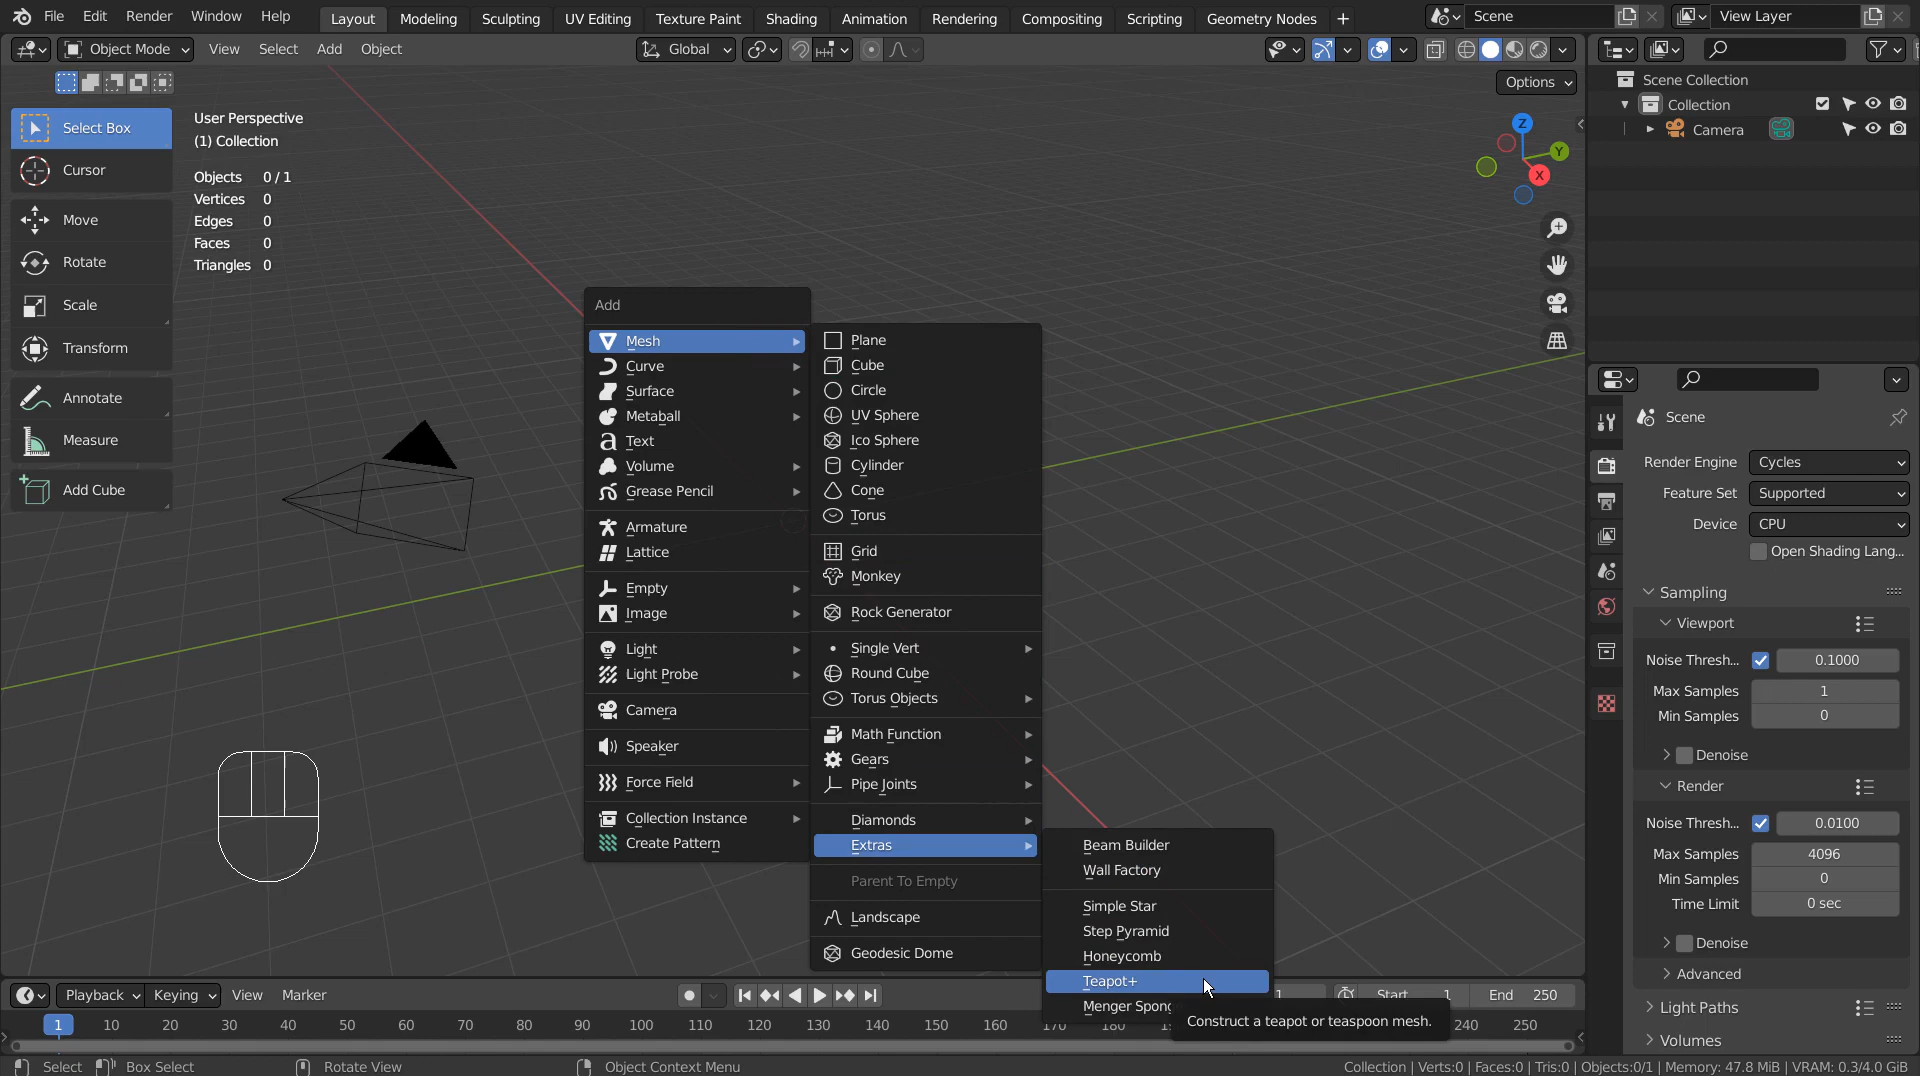 File Edit Render Window Help Layout Modeling Sculpting UV Editing Texture Paint Shading Animation Rendering Compositing Scripting Geometry Nodes + Scene View Layer
Object Mode View Select Add Object Global
Options
Select Box
Cursor
Move
Rotate
Scale
Transform
Annotate
Measure
Add Cube
User Perspective
(1) Collection
Objects 0 / 1
Vertices 0
Edges 0
Faces 0
Triangles 0
Z
Y
X
Add
Mesh
Curve
Surface
Metaball
Text
Volume
Grease Pencil
Armature
Lattice
Empty
Image
Light
Light Probe
Camera
Speaker
Force Field
Collection Instance
Create Pattern
Plane
Cube
Circle
UV Sphere
Ico Sphere
Cylinder
Cone
Torus
Grid
Monkey
Rock Generator
Single Vert
Round Cube
Torus Objects
Math Function
Gears
Pipe Joints
Diamonds
Extras
Parent To Empty
Landscape
Geodesic Dome
Beam Builder
Wall Factory
Simple Star
Step Pyramid
Honeycomb
Teapot+
Menger Spong
Construct a teapot or teaspoon mesh.
Scene Collection
Collection
Camera
Scene
Render Engine Cycles
Feature Set Supported
Device CPU
Open Shading Lang...
Sampling
Viewport
Noise Thresh... 0.1000
Max Samples 1
Min Samples 0
Denoise
Render
Noise Thresh... 0.0100
Max Samples 4096
Min Samples 0
Time Limit 0 sec
Denoise
Advanced
Light Paths
Volumes
Playback Keying View Marker 1 Start 1 End 250
1 10 20 30 40 50 60 70 80 90 100 110 120 130 140 150 160 170 240 250
Select Box Select Rotate View Object Context Menu Collection | Verts:0 | Faces:0 | Tris:0 | Objects:0/1 | Memory: 47.8 MiB | VRAM: 0.3/4.0 GiB